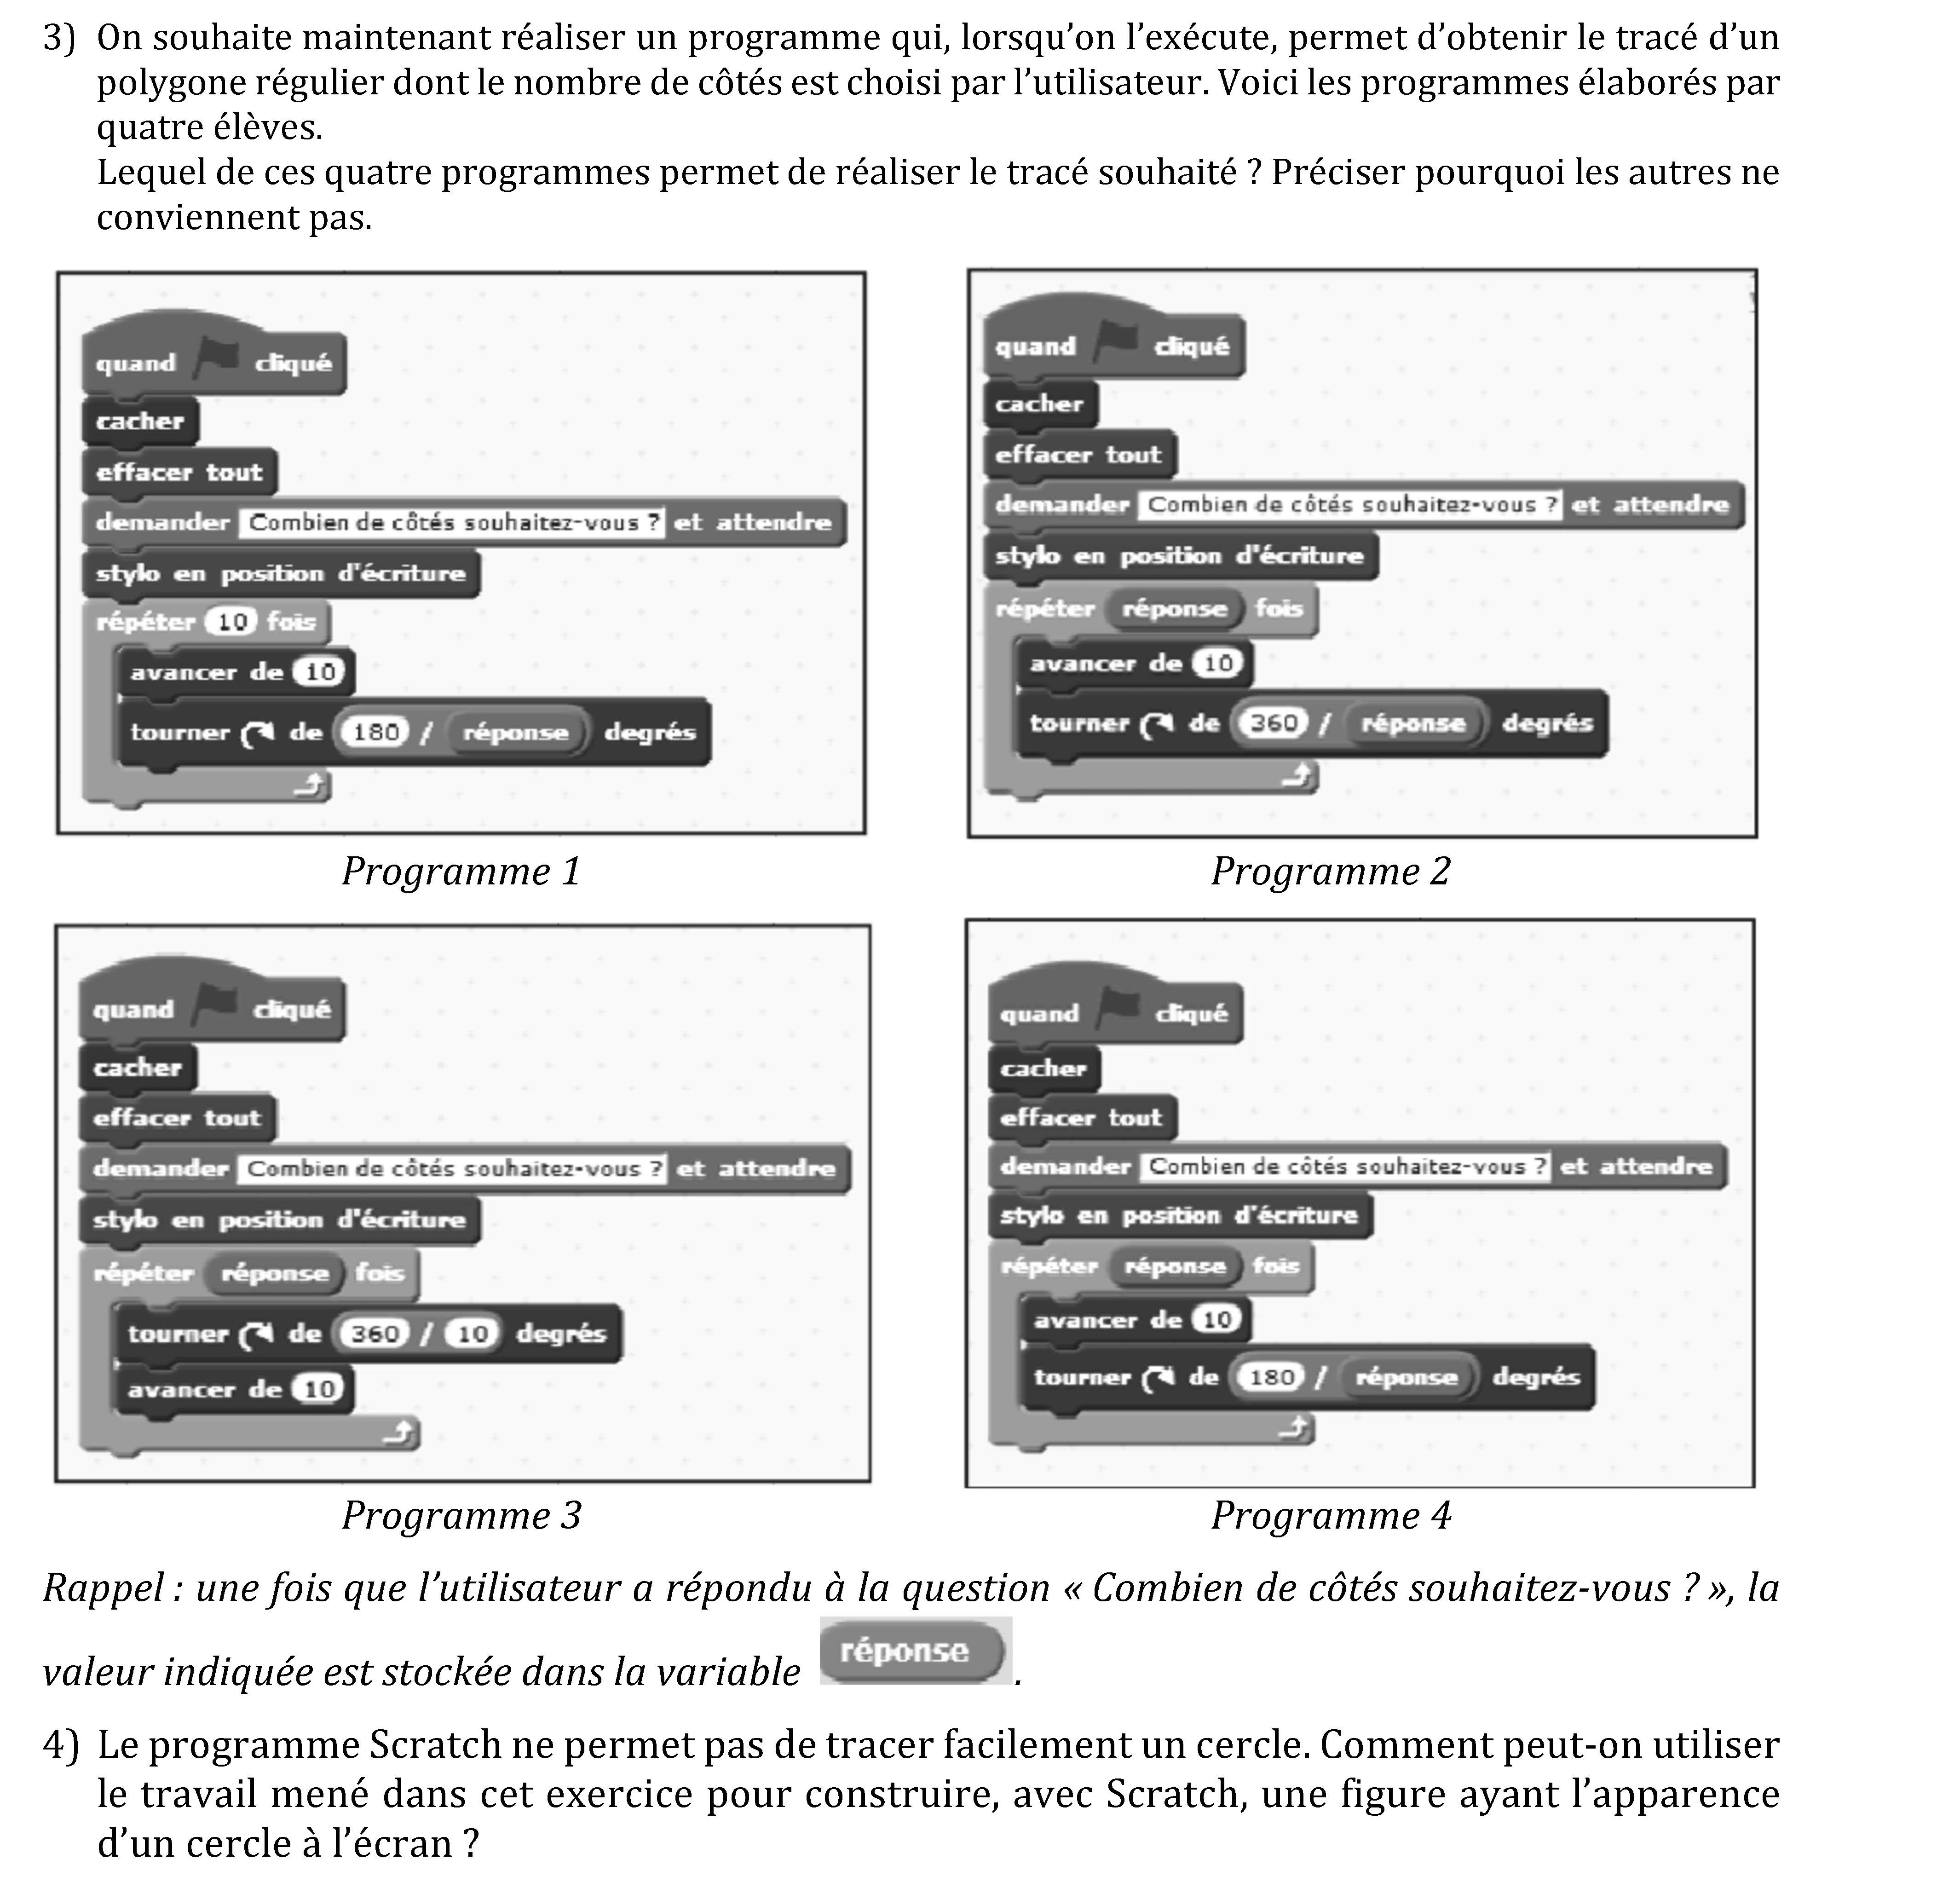 3) On souhaite maintenant réaliser un programme qui, lorsqu’on l’exécute, permet d’obtenir le tracé d’un
polygone régulier dont le nombre de côtés est choisi par l’utilisateur. Voici les programmes élaborés par
quatre élèves.
Lequel de ces quatre programmes permet de réaliser le tracé souhaité ? Préciser pourquoi les autres ne
conviennent pas.
quand cliqué
cacher
effacer tout
demander Combien de côtés souhaitez-vous ? et attendre
stylo en position d'écriture
répéter 10 fois
avancer de 10
tourner de 180 / réponse degrés
Programme 1
quand cliqué
cacher
effacer tout
demander Combien de côtés souhaitez-vous ? et attendre
stylo en position d'écriture
répéter réponse fois
avancer de 10
tourner de 360 / réponse degrés
Programme 2
quand cliqué
cacher
effacer tout
demander Combien de côtés souhaitez-vous ? et attendre
stylo en position d'écriture
répéter réponse fois
tourner de 360 / 10 degrés
avancer de 10
Programme 3
quand cliqué
cacher
effacer tout
demander Combien de côtés souhaitez-vous ? et attendre
stylo en position d'écriture
répéter réponse fois
avancer de 10
tourner de 180 / réponse degrés
Programme 4
Rappel : une fois que l’utilisateur a répondu à la question « Combien de côtés souhaitez-vous ? », la
valeur indiquée est stockée dans la variable réponse .
4) Le programme Scratch ne permet pas de tracer facilement un cercle. Comment peut-on utiliser
le travail mené dans cet exercice pour construire, avec Scratch, une figure ayant l’apparence
d’un cercle à l’écran ?